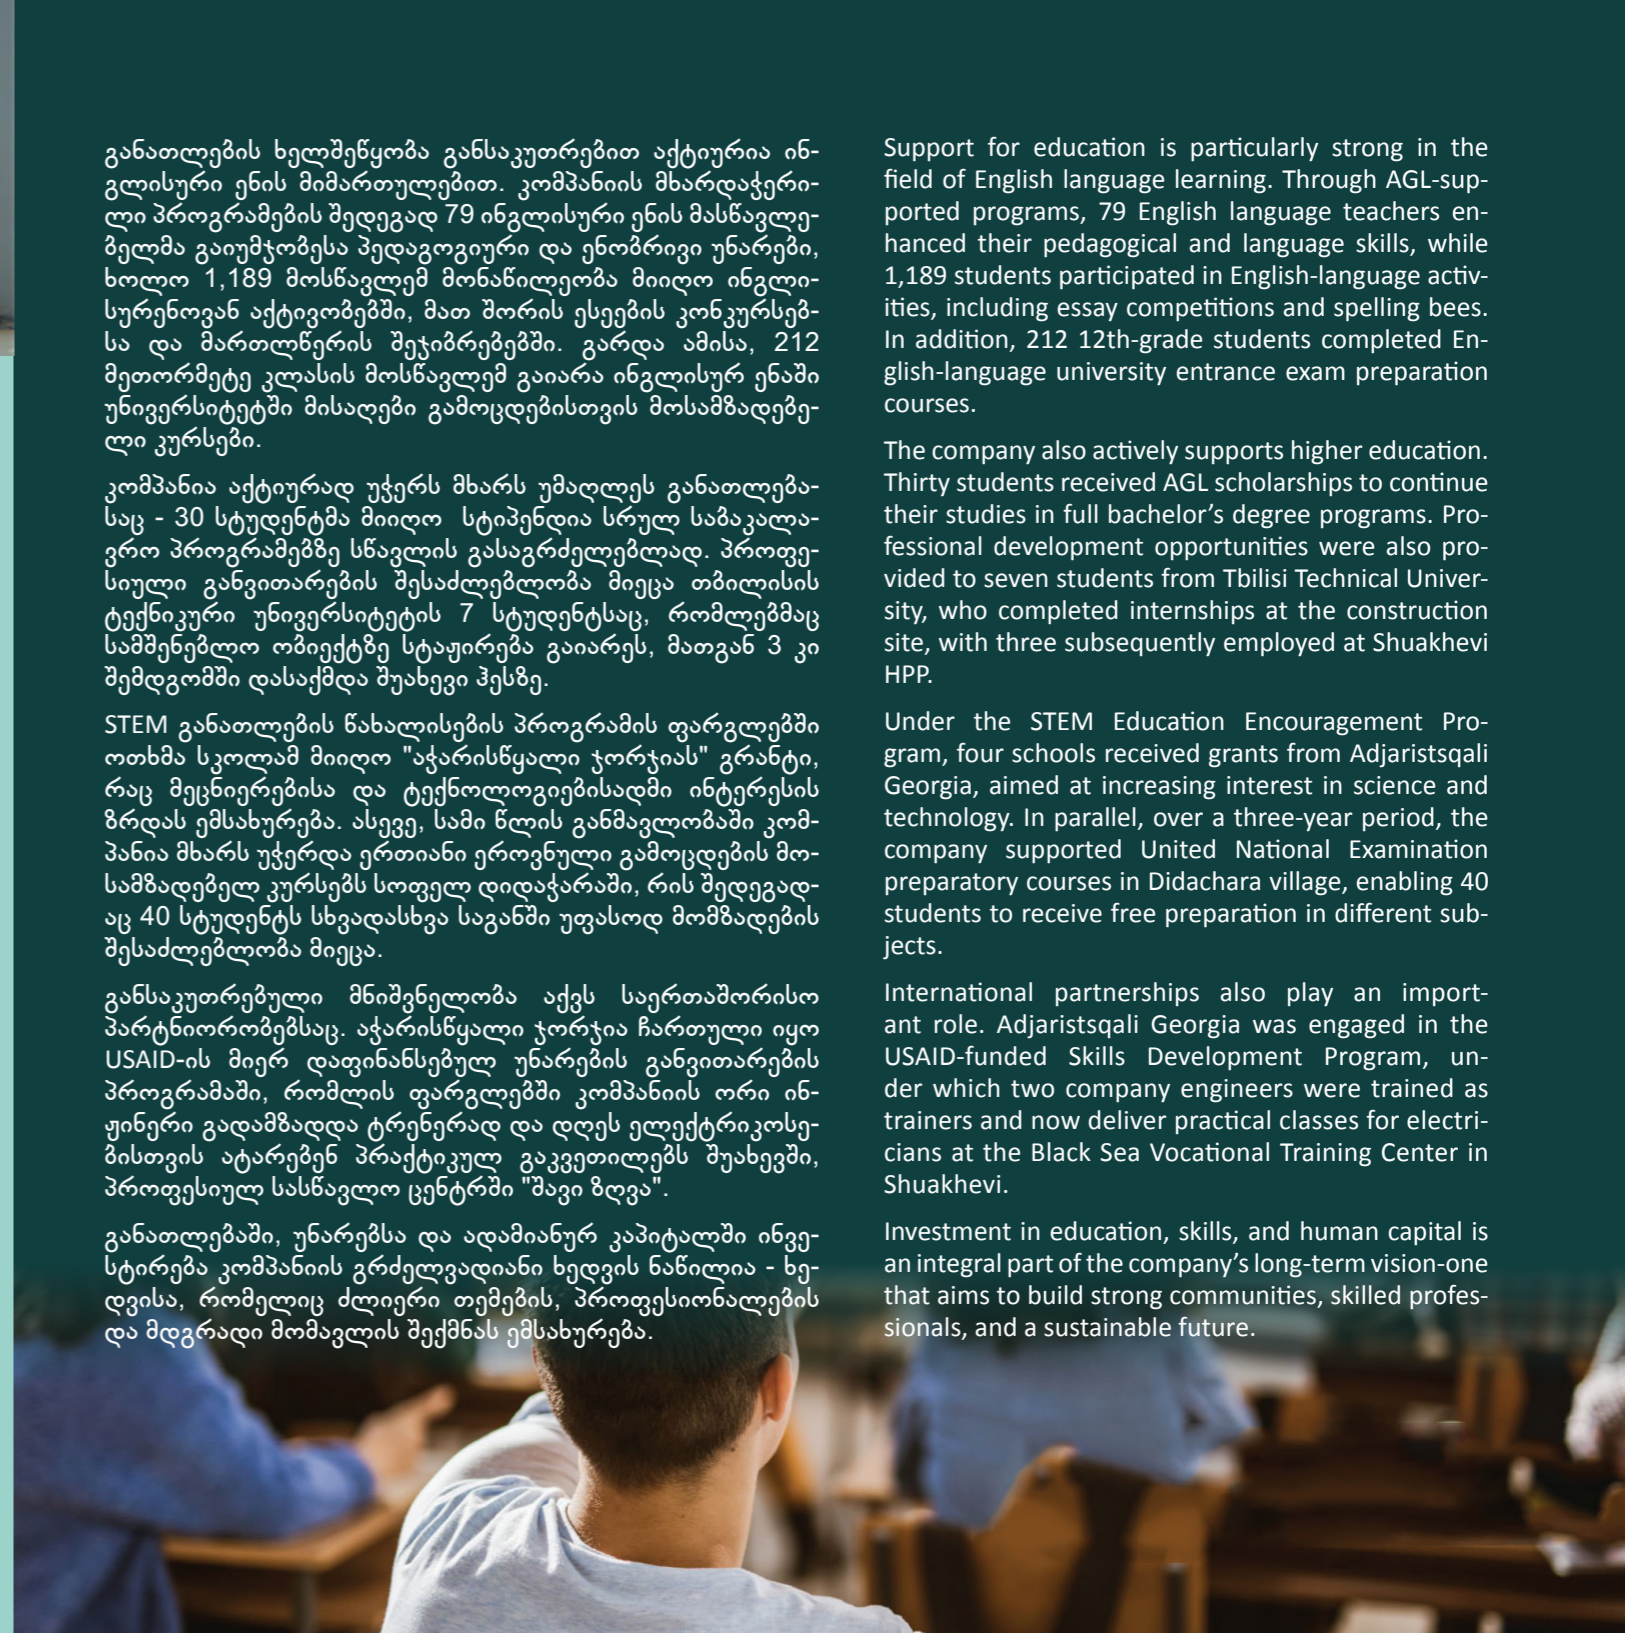 განათლების ხელშეწყობა განსაკუთრებით აქტიურია ინ-
გლისური ენის მიმართულებით. კომპანიის მხარდაჭერი-
ლი პროგრამების შედეგად 79 ინგლისური ენის მასწავლე-
ბელმა გაიუმჯობესა პედაგოგიური და ენობრივი უნარები,
ხოლო 1,189 მოსწავლემ მონაწილეობა მიიღო ინგლი-
სურენოვან აქტივობებში, მათ შორის ესეების კონკურსებ-
სა და მართლწერის შეჯიბრებებში. გარდა ამისა, 212
მეთორმეტე კლასის მოსწავლემ გაიარა ინგლისურ ენაში
უნივერსიტეტში მისაღები გამოცდებისთვის მოსამზადებე-
ლი კურსები.
კომპანია აქტიურად უჭერს მხარს უმაღლეს განათლება-
საც - 30 სტუდენტმა მიიღო  სტიპენდია სრულ საბაკალა-
ვრო პროგრამებზე სწავლის გასაგრძელებლად. პროფე-
სიული განვითარების შესაძლებლობა მიეცა თბილისის
ტექნიკური უნივერსიტეტის 7 სტუდენტსაც, რომლებმაც
სამშენებლო ობიექტზე სტაჟირება გაიარეს, მათგან 3 კი
შემდგომში დასაქმდა შუახევი ჰესზე.
STEM განათლების წახალისების პროგრამის ფარგლებში
ოთხმა სკოლამ მიიღო "აჭარისწყალი ჯორჯიას" გრანტი,
რაც მეცნიერებისა და ტექნოლოგიებისადმი ინტერესის
ზრდას ემსახურება. ასევე, სამი წლის განმავლობაში კომ-
პანია მხარს უჭერდა ერთიანი ეროვნული გამოცდების მო-
სამზადებელ კურსებს სოფელ დიდაჭარაში, რის შედეგად-
აც 40 სტუდენტს სხვადასხვა საგანში უფასოდ მომზადების
შესაძლებლობა მიეცა.
განსაკუთრებული მნიშვნელობა აქვს საერთაშორისო
პარტნიორობებსაც. აჭარისწყალი ჯორჯია ჩართული იყო
USAID-ის მიერ დაფინანსებულ უნარების განვითარების
პროგრამაში, რომლის ფარგლებში კომპანიის ორი ინ-
ჟინერი გადამზადდა ტრენერად და დღეს ელექტრიკოსე-
ბისთვის ატარებენ პრაქტიკულ გაკვეთილებს შუახევში,
პროფესიულ სასწავლო ცენტრში "შავი ზღვა".
განათლებაში, უნარებსა და ადამიანურ კაპიტალში ინვე-
სტირება კომპანიის გრძელვადიანი ხედვის ნაწილია - ხე-
დვისა, რომელიც ძლიერი თემების, პროფესიონალების
და მდგრადი მომავლის შექმნას ემსახურება.
Support for education is particularly strong in the
field of English language learning. Through AGL-sup-
ported programs, 79 English language teachers en-
hanced their pedagogical and language skills, while
1,189 students participated in English-language activ-
ities, including essay competitions and spelling bees.
In addition, 212 12th-grade students completed En-
glish-language university entrance exam preparation
courses.
The company also actively supports higher education.
Thirty students received AGL scholarships to continue
their studies in full bachelor’s degree programs. Pro-
fessional development opportunities were also pro-
vided to seven students from Tbilisi Technical Univer-
sity, who completed internships at the construction
site, with three subsequently employed at Shuakhevi
HPP.
Under the STEM Education Encouragement Pro-
gram, four schools received grants from Adjaristsqali
Georgia, aimed at increasing interest in science and
technology. In parallel, over a three-year period, the
company supported United National Examination
preparatory courses in Didachara village, enabling 40
students to receive free preparation in different sub-
jects.
International partnerships also play an import-
ant role. Adjaristsqali Georgia was engaged in the
USAID-funded Skills Development Program, un-
der which two company engineers were trained as
trainers and now deliver practical classes for electri-
cians at the Black Sea Vocational Training Center in
Shuakhevi.
Investment in education, skills, and human capital is
an integral part of the company’s long-term vision-one
that aims to build strong communities, skilled profes-
sionals, and a sustainable future.